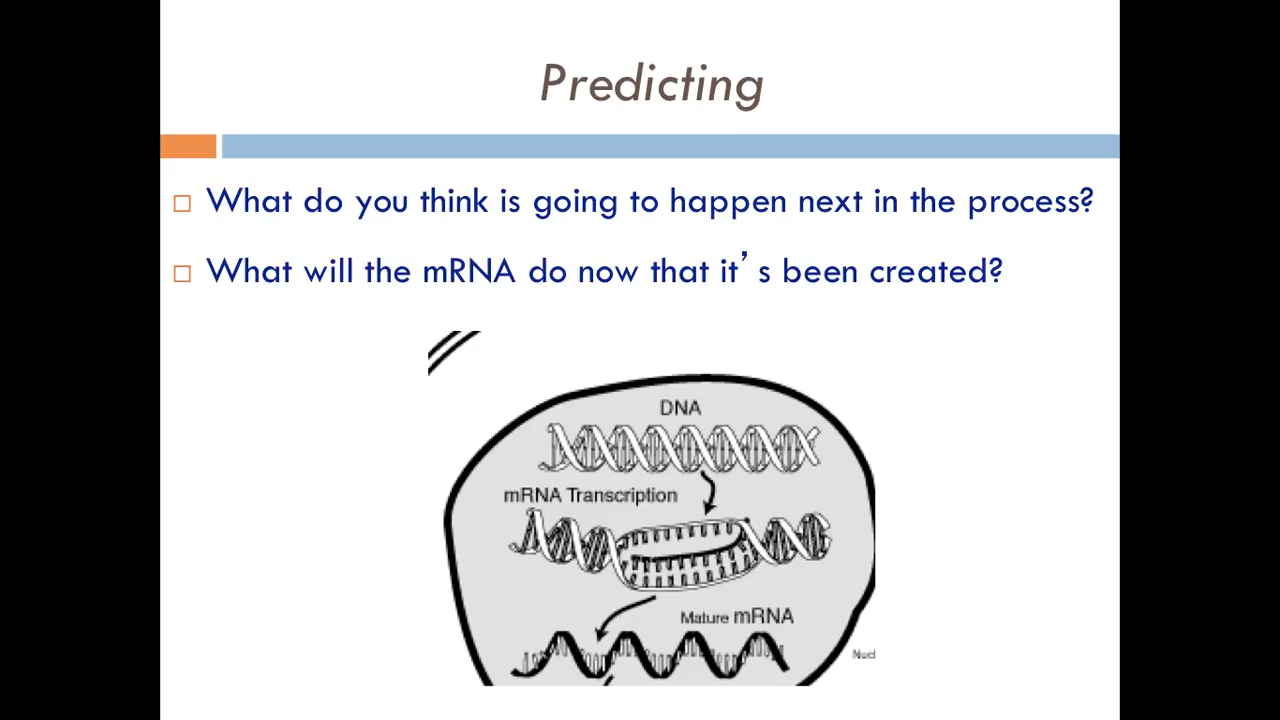 Predicting
What do you think is going to happen next in the process?
What will the mRNA do now that it’s been created?
DNA
mRNA Transcription
Mature mRNA
Nucl